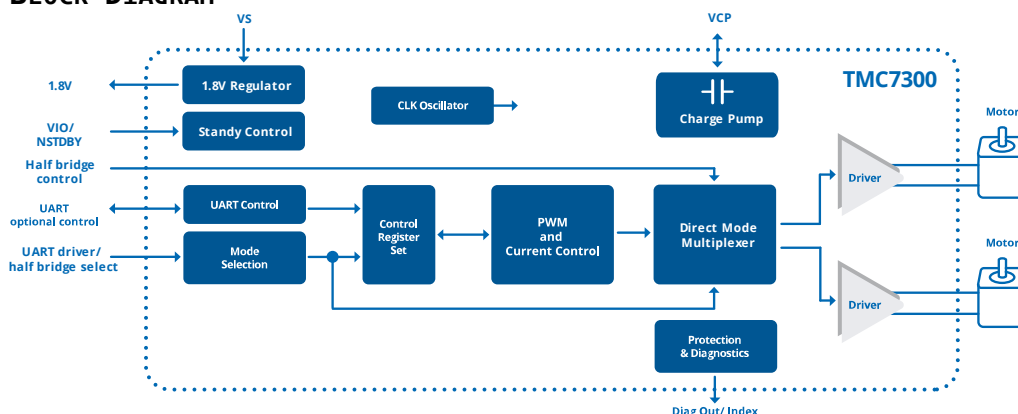 BLOCK DIAGRAM
VS
VCP
1.8V
1.8V Regulator
CLK Oscillator
Charge Pump
TMC7300
VIO/
NSTDBY
Standy Control
Motor
Half bridge
control
Driver
UART
optional control
UART Control
Control
Register
Set
PWM
and
Current Control
Direct Mode
Multiplexer
UART driver/
half bridge select
Mode
Selection
Motor
Driver
Protection
& Diagnostics
Diag Out/ Index